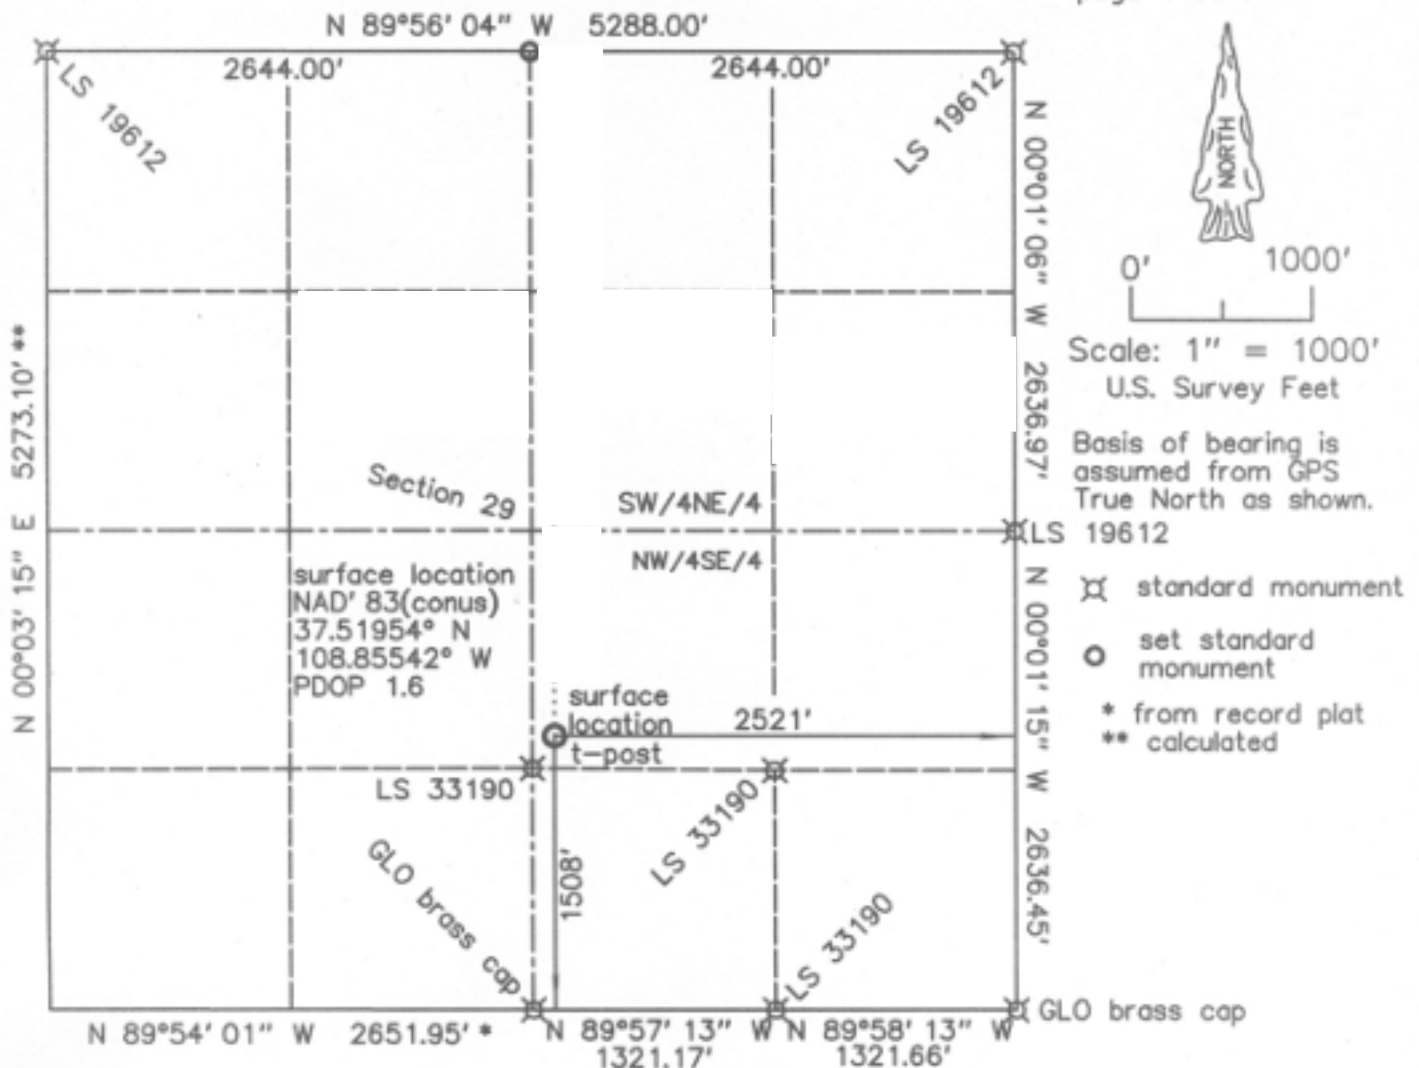 N 89°56' 04" W 5288.00'
2644.00'
2644.00'
LS 19612
LS 19612
N 00°01' 06" W 2636.97'
NORTH
0' 1000'
Scale: 1" = 1000'
U.S. Survey Feet
Basis of bearing is
assumed from GPS
True North as shown.
N 00°03' 15" E 5273.10' **
Section 29
SW/4NE/4
NW/4SE/4
LS 19612
surface location
NAD' 83(conus)
37.51954° N
108.85542° W
PDOP 1.6
N 00°01' 15" W 2636.45'
standard monument
set standard
monument
* from record plat
** calculated
surface
location
t-post
2521'
LS 33190
LS 33190
1508'
GLO brass cap
LS 33190
GLO brass cap
N 89°54' 01" W 2651.95' *
N 89°57' 13" W
1321.17'
N 89°58' 13" W
1321.66'